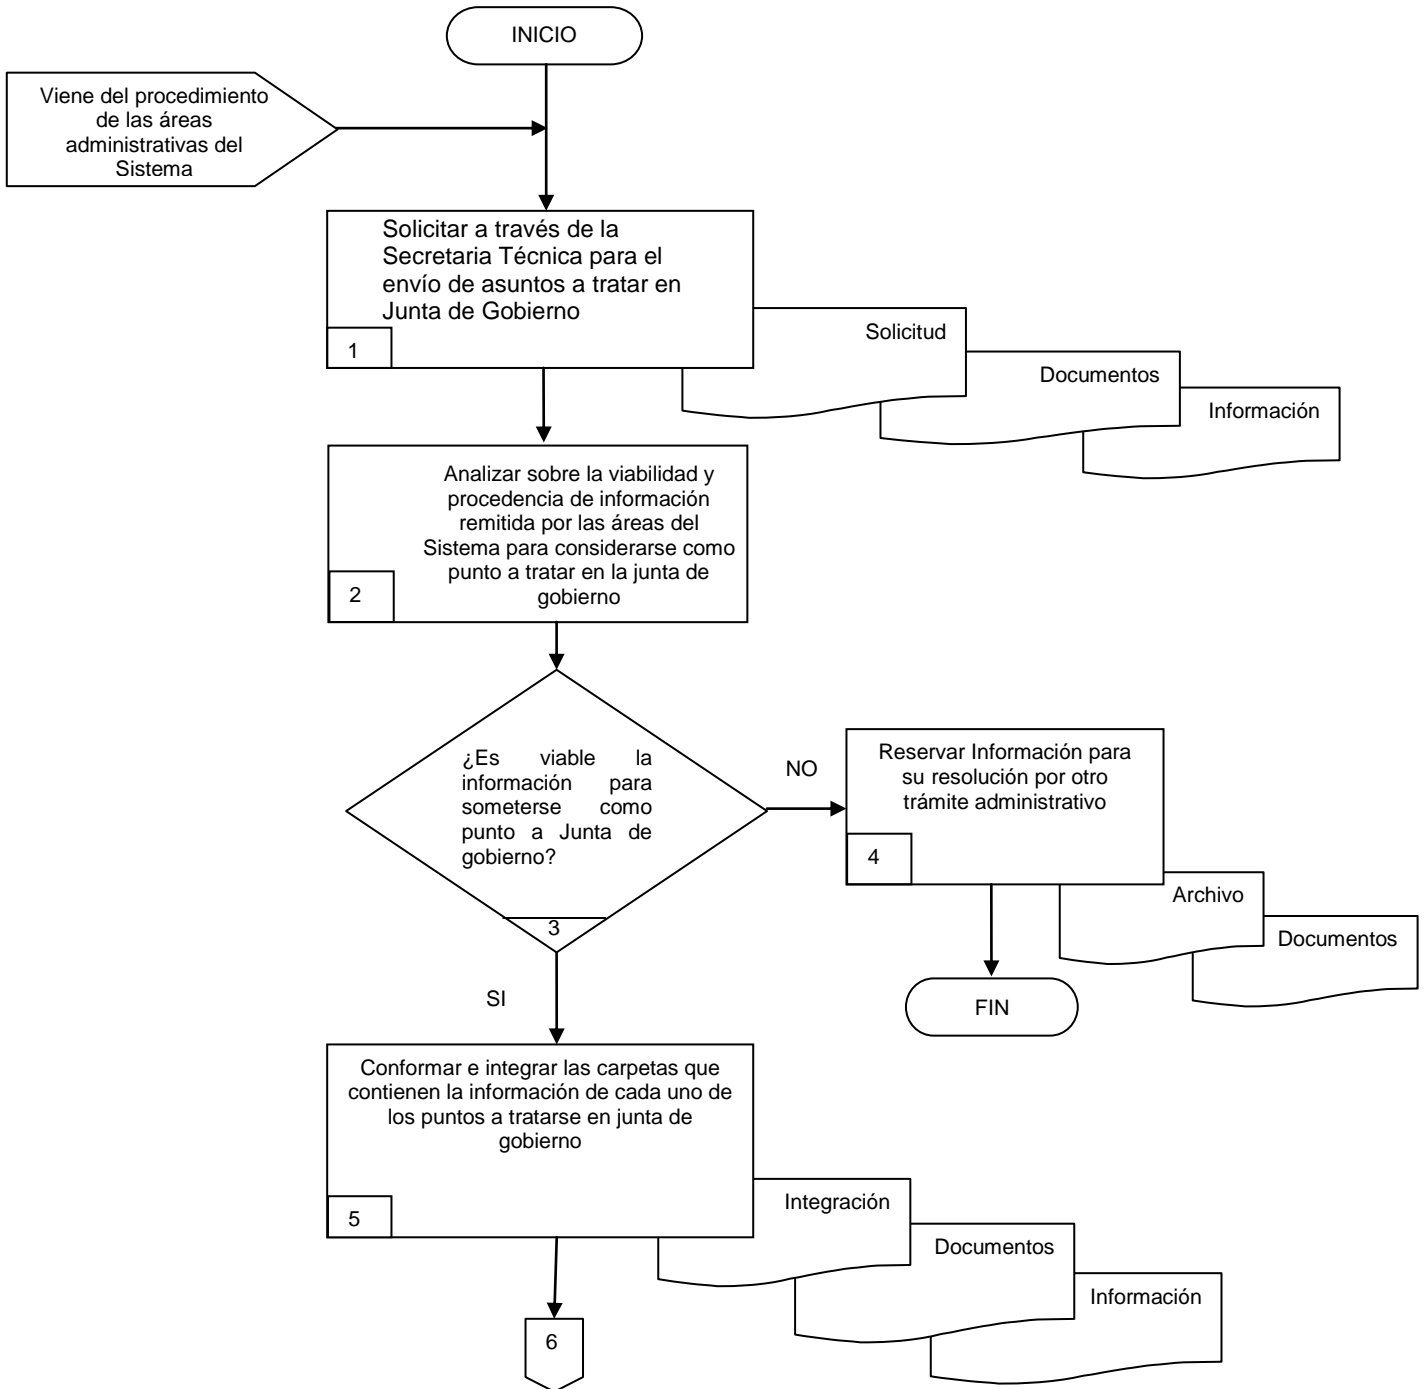 INICIO
Viene del procedimiento
de las áreas
administrativas del
Sistema
Solicitar a través de la
Secretaria Técnica para el
envío de asuntos a tratar en
Junta de Gobierno
1
Solicitud
Documentos
Información
Analizar sobre la viabilidad y
procedencia de información
remitida por las áreas del
Sistema para considerarse como
punto a tratar en la junta de
gobierno
2
¿Es viable la
información para
someterse como
punto a Junta de
gobierno?
3
NO
Reservar Información para
su resolución por otro
trámite administrativo
4
Archivo
Documentos
FIN
SI
Conformar e integrar las carpetas que
contienen la información de cada uno de
los puntos a tratarse en junta de
gobierno
5
Integración
Documentos
Información
6